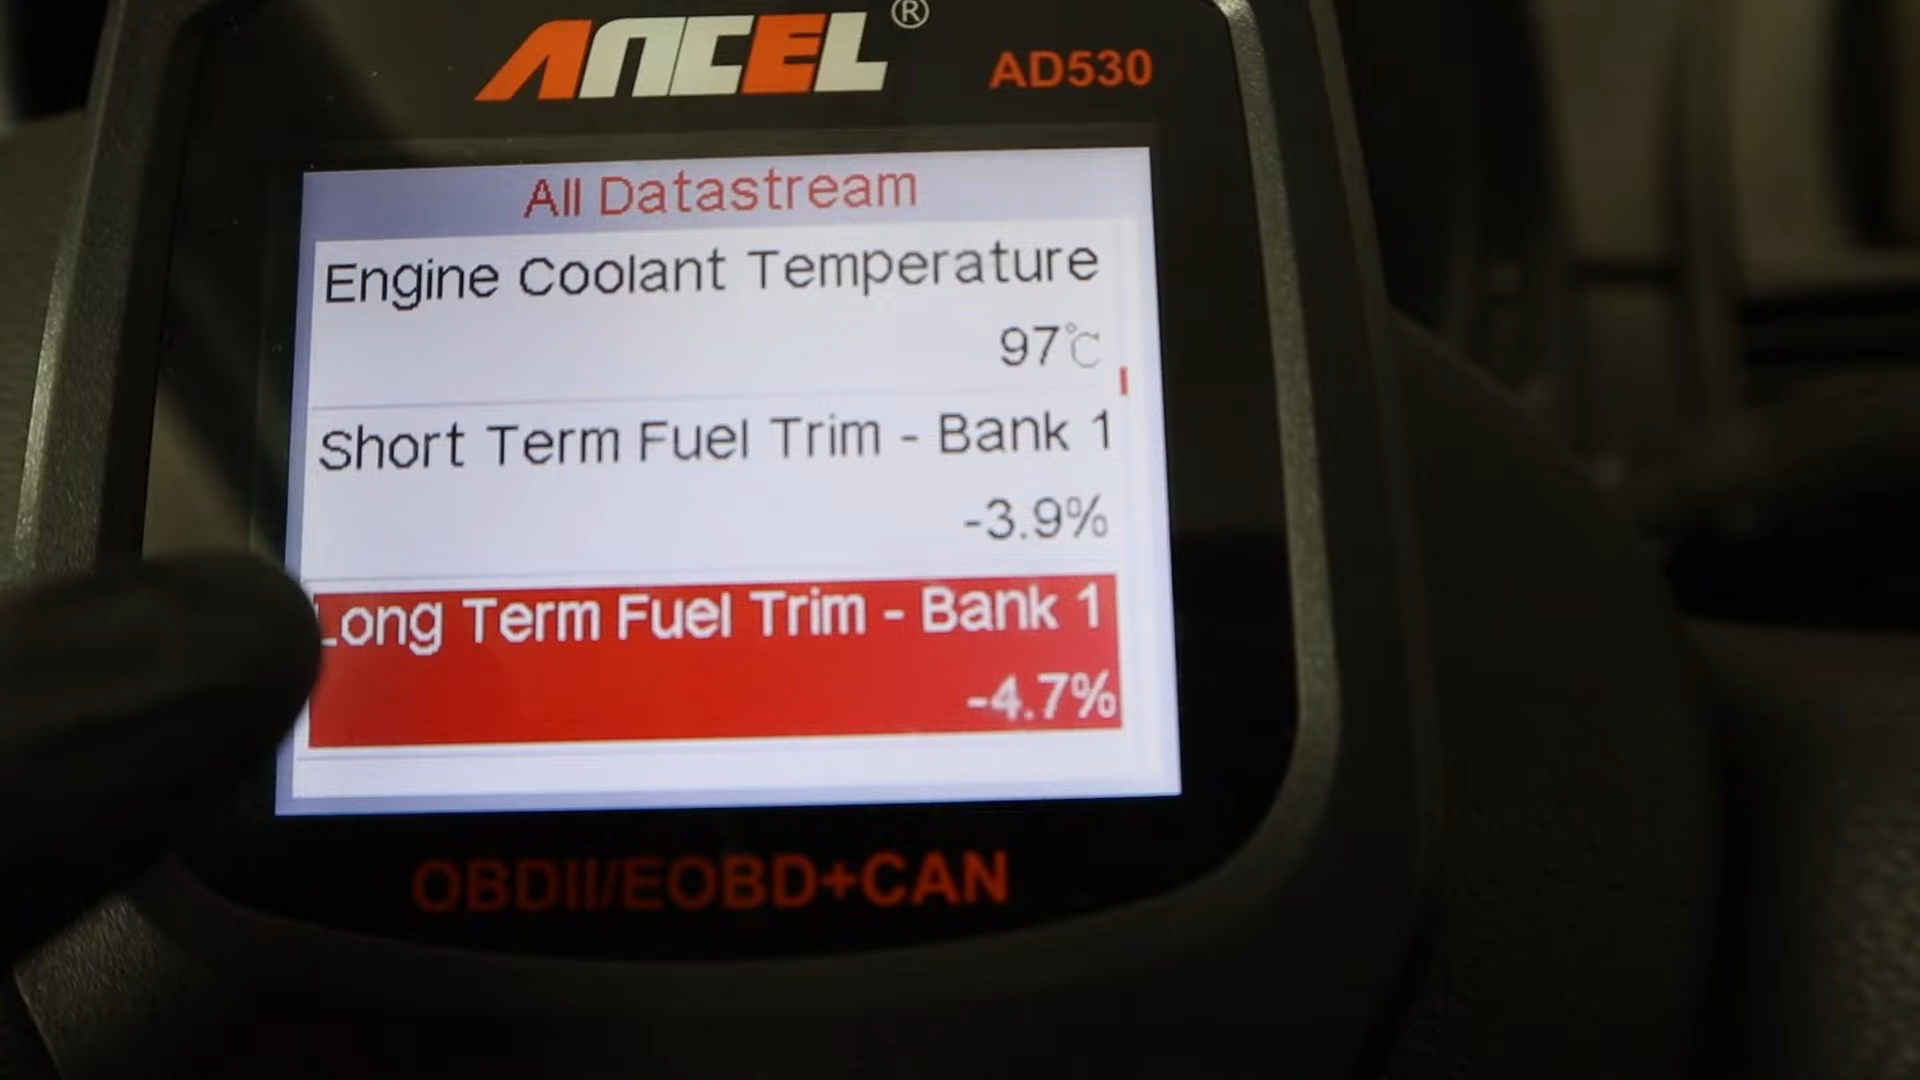 ANCEL®
AD530
All Datastream
Engine Coolant Temperature
97℃
Short Term Fuel Trim - Bank 1
-3.9%
Long Term Fuel Trim - Bank 1
-4.7%
OBDII/EOBD+CAN